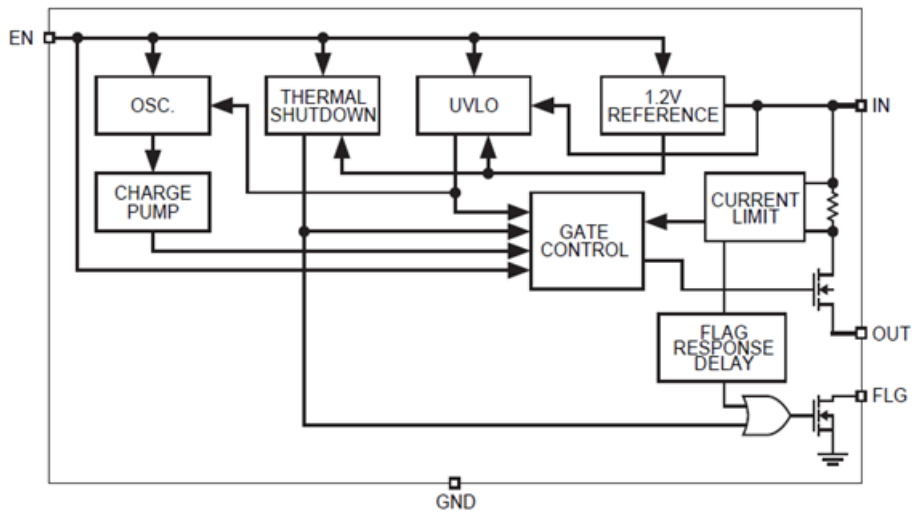 EN
OSC.
THERMAL
SHUTDOWN
UVLO
1.2V
REFERENCE
IN
CHARGE
PUMP
GATE
CONTROL
CURRENT
LIMIT
OUT
FLAG
RESPONSE
DELAY
FLG
GND